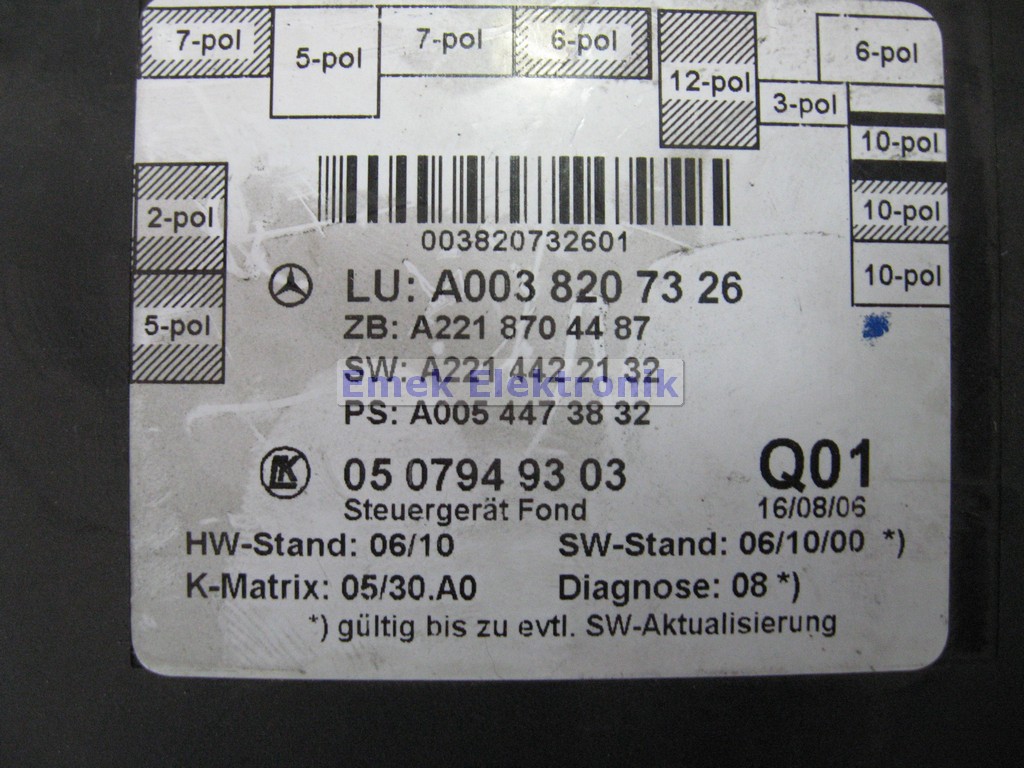 7-pol
5-pol
7-pol
6-pol
12-pol
3-pol
6-pol
10-pol
10-pol
10-pol
2-pol
5-pol
003820732601
LU: A003 820 73 26
ZB: A221 870 44 87
SW: A221 442 21 32
Emek Elektronik
PS: A005 447 38 32
05 0794 93 03
Q01
Steuergerät Fond
16/08/06
HW-Stand: 06/10
SW-Stand: 06/10/00 *)
K-Matrix: 05/30.A0
Diagnose: 08 *)
*) gültig bis zu evtl. SW-Aktualisierung